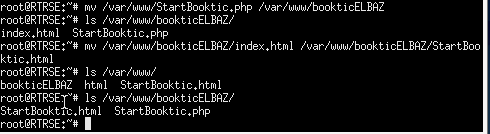 root@RTRSE:~# mv /var/www/StartBooktic.php /var/www/bookticELBAZ
root@RTRSE:~# ls /var/www/bookticELBAZ/
index.html  StartBooktic.php
root@RTRSE:~# mv /var/www/bookticELBAZ/index.html /var/www/bookticELBAZ/StartBoo
ktic.html
root@RTRSE:~# ls /var/www/
bookticELBAZ  html  StartBooktic.html
root@RTRSE:~# ls /var/www/bookticELBAZ/
StartBooktic.html  StartBooktic.php
root@RTRSE:~#